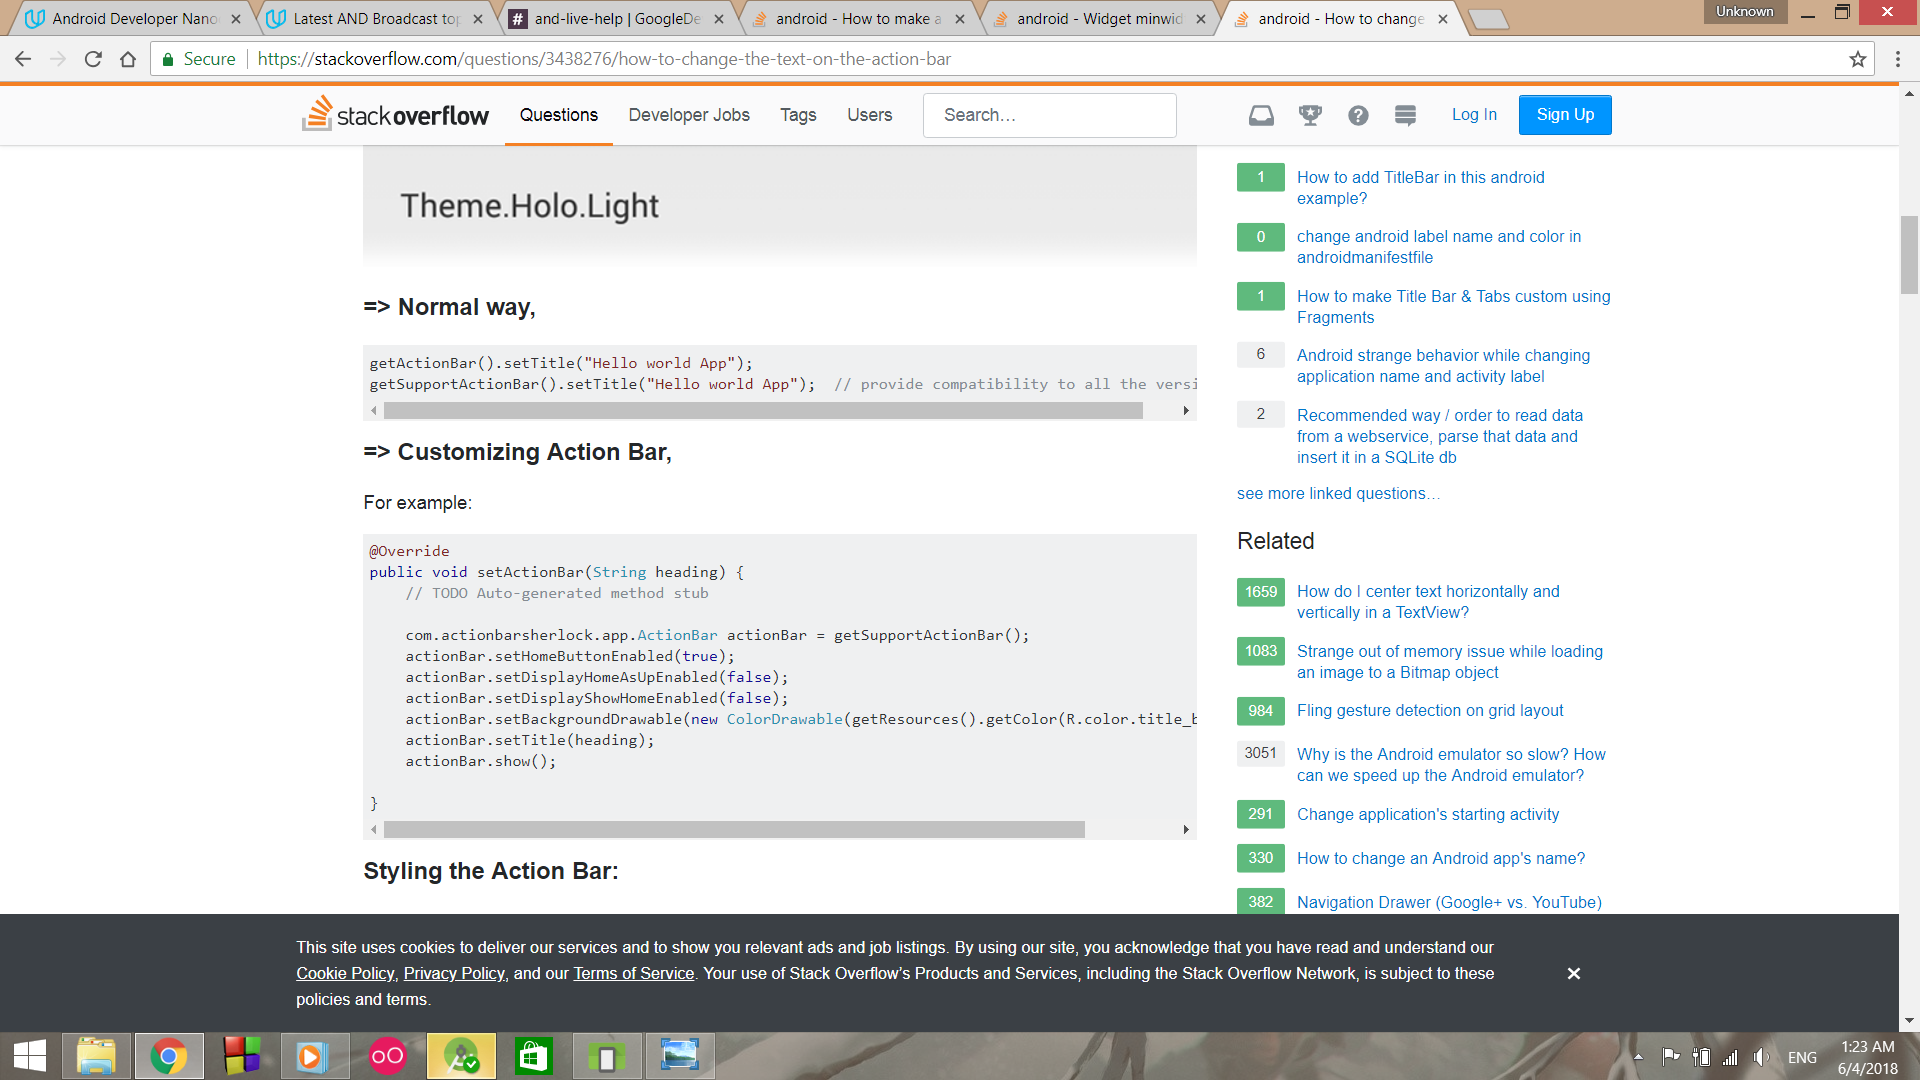 Android Developer Nano
Latest AND Broadcast top
and-live-help | GoogleDe
android - How to make a
android - Widget minwid
android - How to change
Unknown
Secure
https://stackoverflow.com/questions/3438276/how-to-change-the-text-on-the-action-bar
stackoverflow
Questions
Developer Jobs
Tags
Users
Search...
Log In
Sign Up
Theme.Holo.Light
=> Normal way,
getActionBar().setTitle("Hello world App");
getSupportActionBar().setTitle("Hello world App");  // provide compatibility to all the versi
=> Customizing Action Bar,
For example:
@Override
public void setActionBar(String heading) {
// TODO Auto-generated method stub
com.actionbarsherlock.app.ActionBar actionBar = getSupportActionBar();
actionBar.setHomeButtonEnabled(true);
actionBar.setDisplayHomeAsUpEnabled(false);
actionBar.setDisplayShowHomeEnabled(false);
actionBar.setBackgroundDrawable(new ColorDrawable(getResources().getColor(R.color.title_b
actionBar.setTitle(heading);
actionBar.show();
}
Styling the Action Bar:
1 How to add TitleBar in this android
example?
0 change android label name and color in
androidmanifestfile
1 How to make Title Bar & Tabs custom using
Fragments
6 Android strange behavior while changing
application name and activity label
2 Recommended way / order to read data
from a webservice, parse that data and
insert it in a SQLite db
see more linked questions...
Related
1659 How do I center text horizontally and
vertically in a TextView?
1083 Strange out of memory issue while loading
an image to a Bitmap object
984 Fling gesture detection on grid layout
3051 Why is the Android emulator so slow? How
can we speed up the Android emulator?
291 Change application's starting activity
330 How to change an Android app's name?
382 Navigation Drawer (Google+ vs. YouTube)
This site uses cookies to deliver our services and to show you relevant ads and job listings. By using our site, you acknowledge that you have read and understand our
Cookie Policy, Privacy Policy, and our Terms of Service. Your use of Stack Overflow's Products and Services, including the Stack Overflow Network, is subject to these
policies and terms.
ENG
1:23 AM
6/4/2018